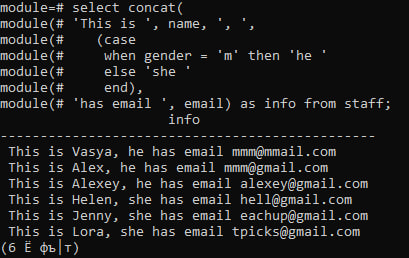 module=# select concat(
module(# 'This is ', name, ', ',
module(#    (case
module(#     when gender = 'm' then 'he '
module(#     else 'she '
module(#     end),
module(# 'has email ', email) as info from staff;
                     info
-----------------------------------------------
 This is Vasya, he has email mmm@mmail.com
 This is Alex, he has email mmm@gmail.com
 This is Alexey, he has email alexey@gmail.com
 This is Helen, she has email hell@gmail.com
 This is Jenny, she has email eachup@gmail.com
 This is Lora, she has email tpicks@gmail.com
(6 Ё фъ│т)